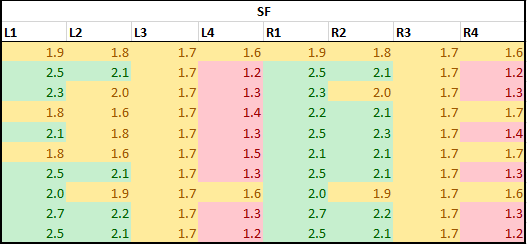 SF
L1 L2 L3 L4 R1 R2 R3 R4
1.9 1.8 1.7 1.6 1.9 1.8 1.7 1.6
2.5 2.1 1.7 1.2 2.5 2.1 1.7 1.2
2.3 2.0 1.7 1.3 2.3 2.0 1.7 1.3
1.8 1.6 1.7 1.4 2.2 2.1 1.7 1.7
2.1 1.8 1.7 1.3 2.5 2.3 1.7 1.4
1.8 1.6 1.7 1.5 2.1 2.1 1.7 1.7
2.5 2.1 1.7 1.3 2.5 2.1 1.7 1.3
2.0 1.9 1.7 1.6 2.0 1.9 1.7 1.6
2.7 2.2 1.7 1.3 2.7 2.2 1.7 1.3
2.5 2.1 1.7 1.2 2.5 2.1 1.7 1.2